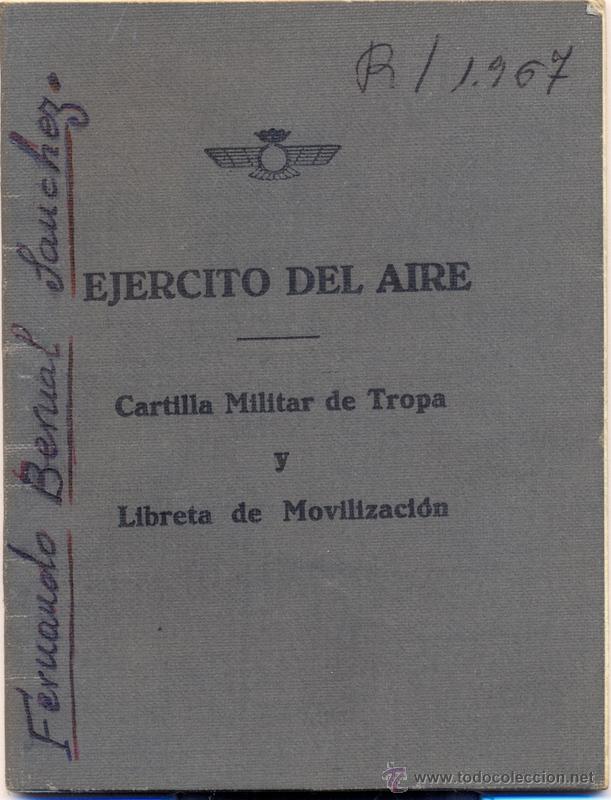 R/1.967
EJERCITO DEL AIRE
Cartilla Militar de Tropa
y
Libreta de Movilización
Fernando Bernal Sanchez.
www.todocoleccion.net